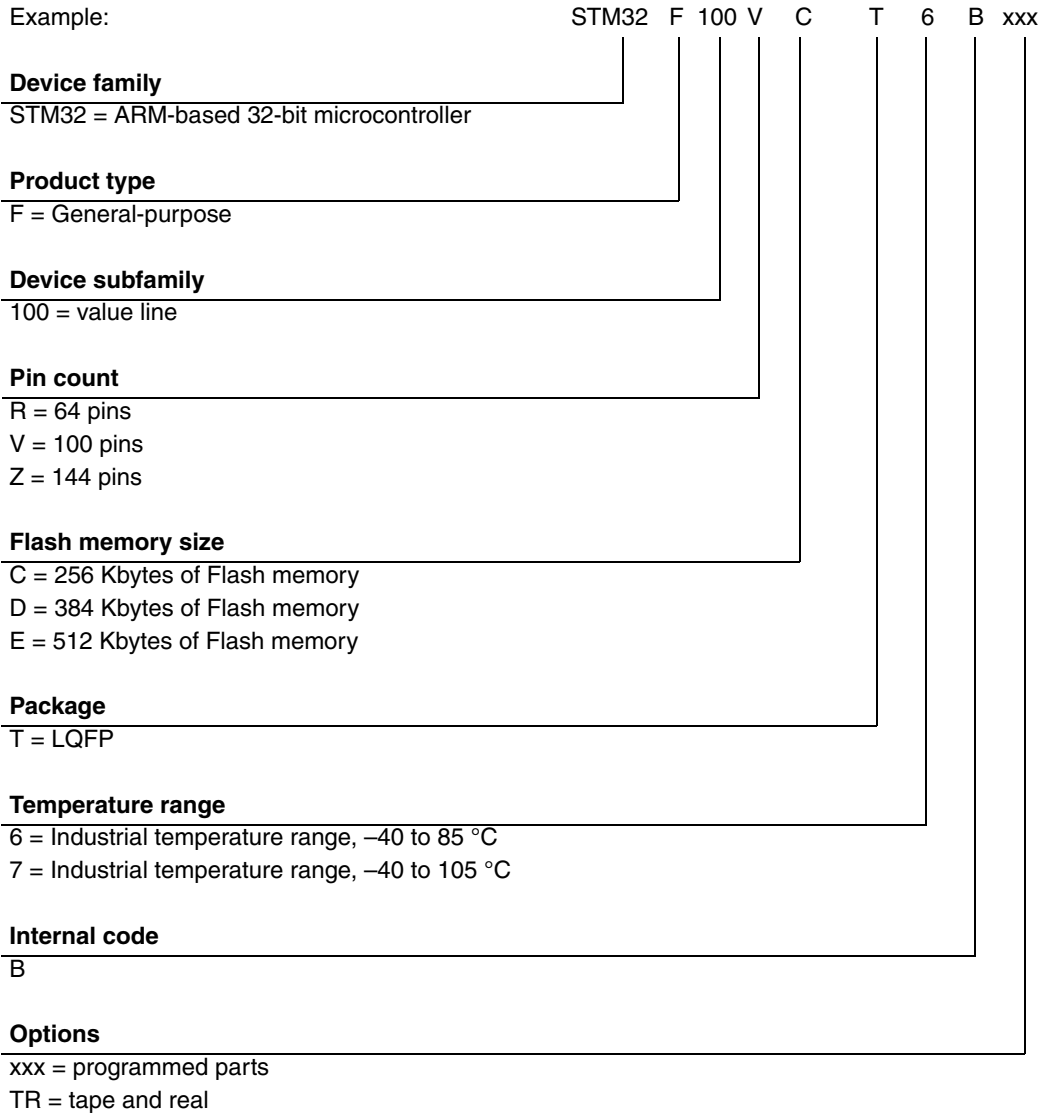 Example: STM32 F 100 V C T 6 B xxx
Device family
STM32 = ARM-based 32-bit microcontroller
Product type
F = General-purpose
Device subfamily
100 = value line
Pin count
R = 64 pins
V = 100 pins
Z = 144 pins
Flash memory size
C = 256 Kbytes of Flash memory
D = 384 Kbytes of Flash memory
E = 512 Kbytes of Flash memory
Package
T = LQFP
Temperature range
6 = Industrial temperature range, –40 to 85 °C
7 = Industrial temperature range, –40 to 105 °C
Internal code
B
Options
xxx = programmed parts
TR = tape and real